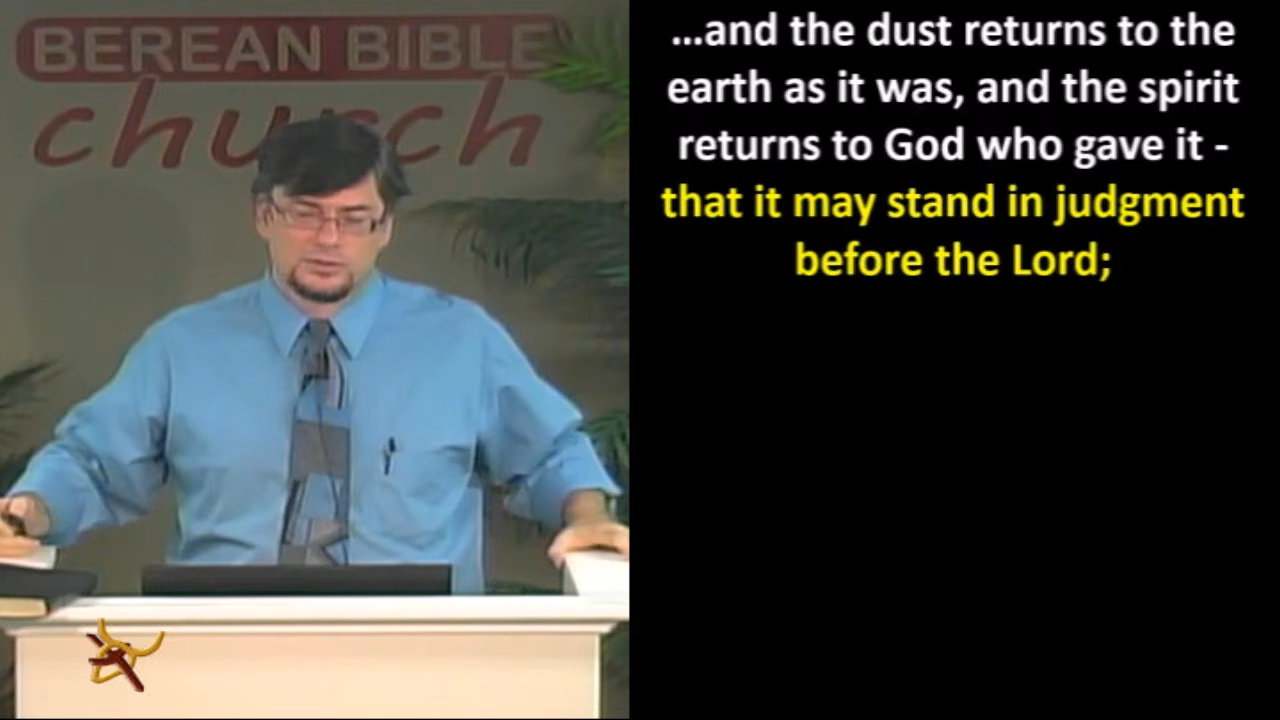 BEREAN BIBLE
church
...and the dust returns to the
earth as it was, and the spirit
returns to God who gave it -
that it may stand in judgment
before the Lord;